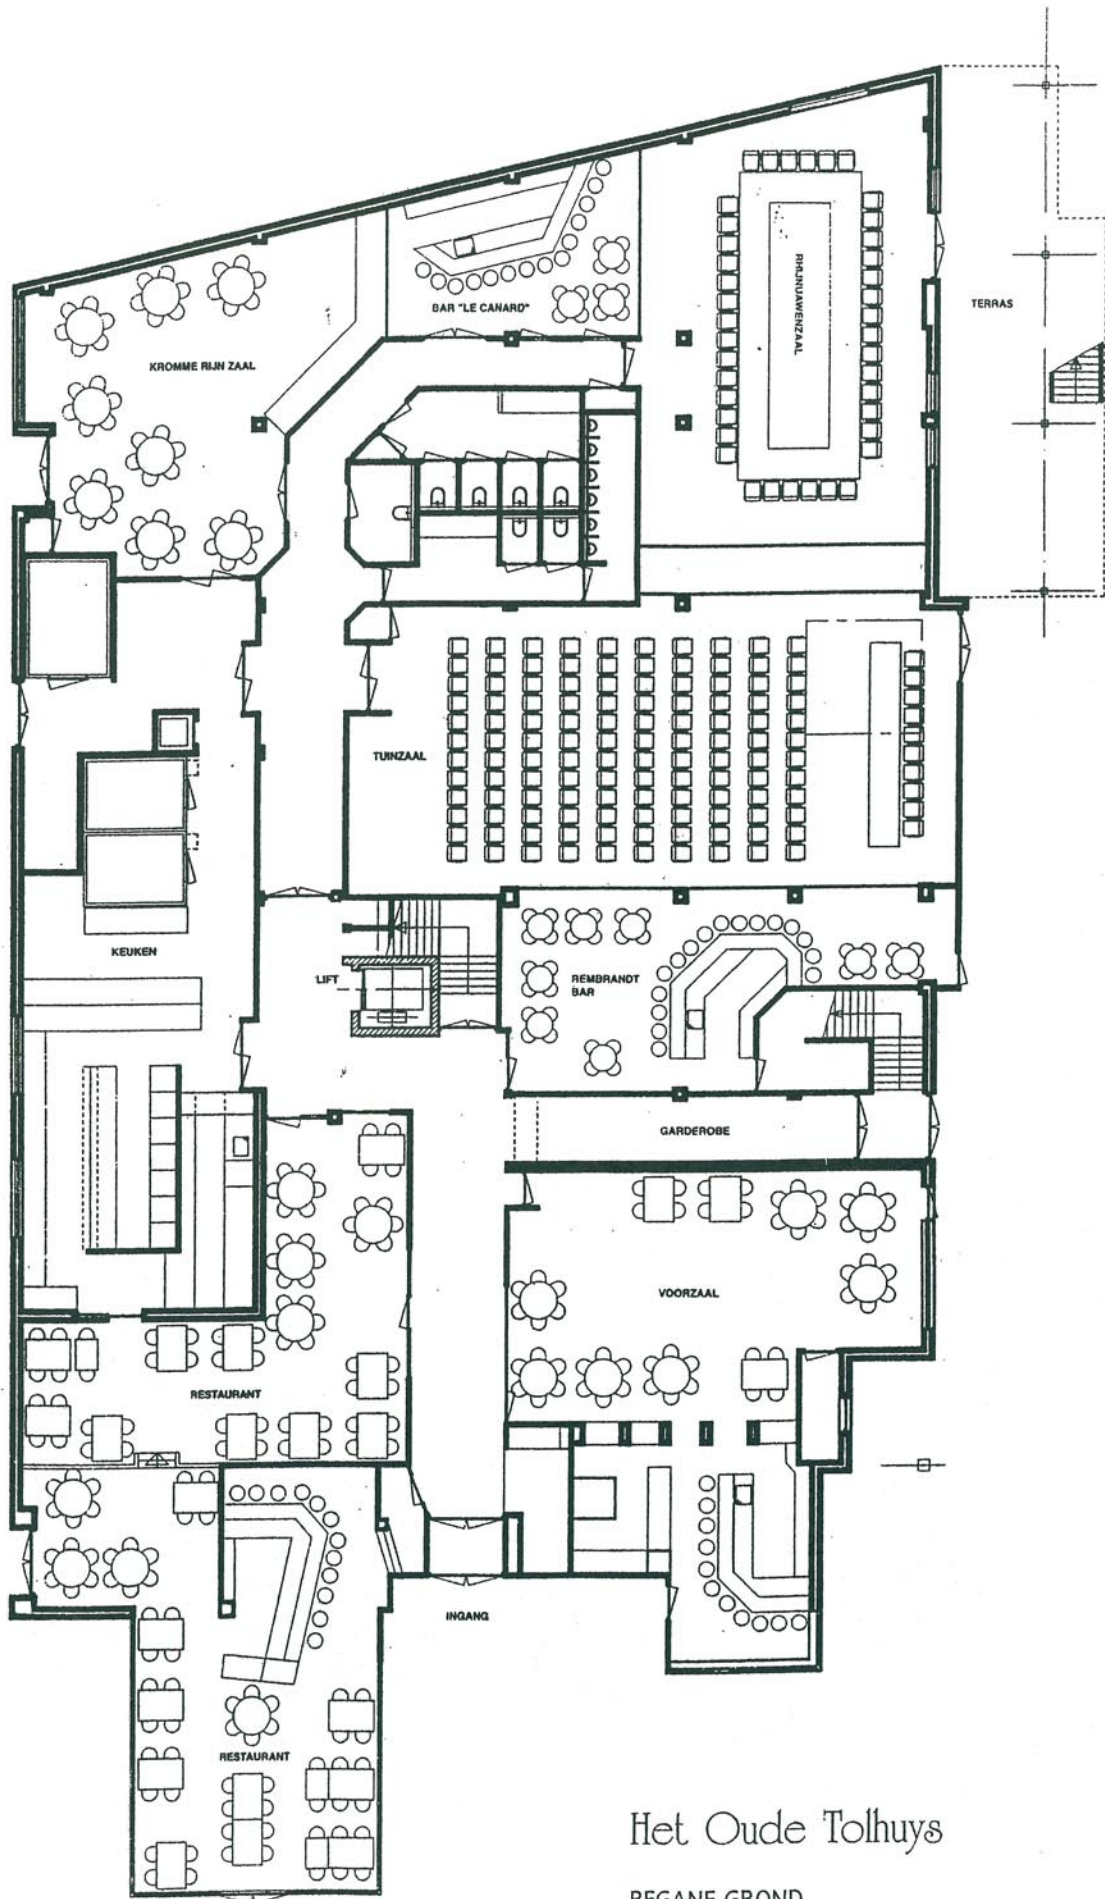 BAR "LE CANARD"
RHIJNUAWENZAAL
TERRAS
KROMME RIJN ZAAL
TUINZAAL
KEUKEN
LIFT
REMBRANDT
BAR
GARDEROBE
VOORZAAL
RESTAURANT
INGANG
RESTAURANT
Het Oude Tolhuys
BEGANE GROND